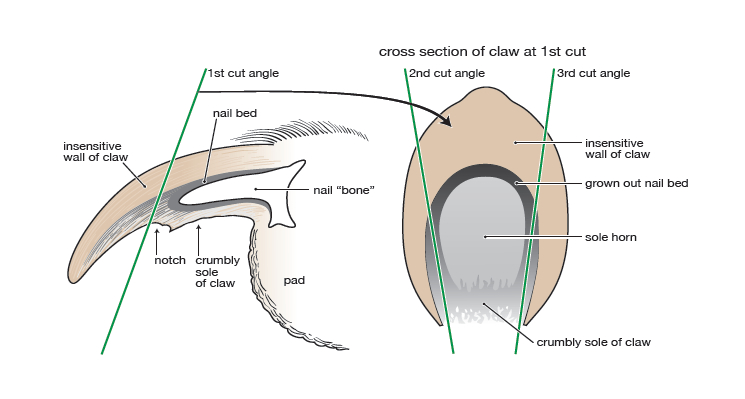 cross section of claw at 1st cut
1st cut angle
2nd cut angle
3rd cut angle
nail bed
insensitive
wall of claw
nail “bone”
notch
crumbly
sole
of claw
pad
insensitive
wall of claw
grown out nail bed
sole horn
crumbly sole of claw